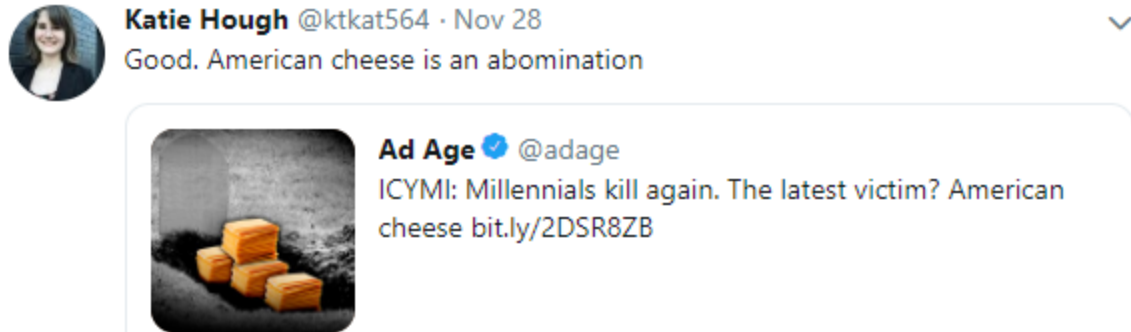 Katie Hough @ktkat564 · Nov 28
Good. American cheese is an abomination
Ad Age @adage
ICYMI: Millennials kill again. The latest victim? American
cheese bit.ly/2DSR8ZB